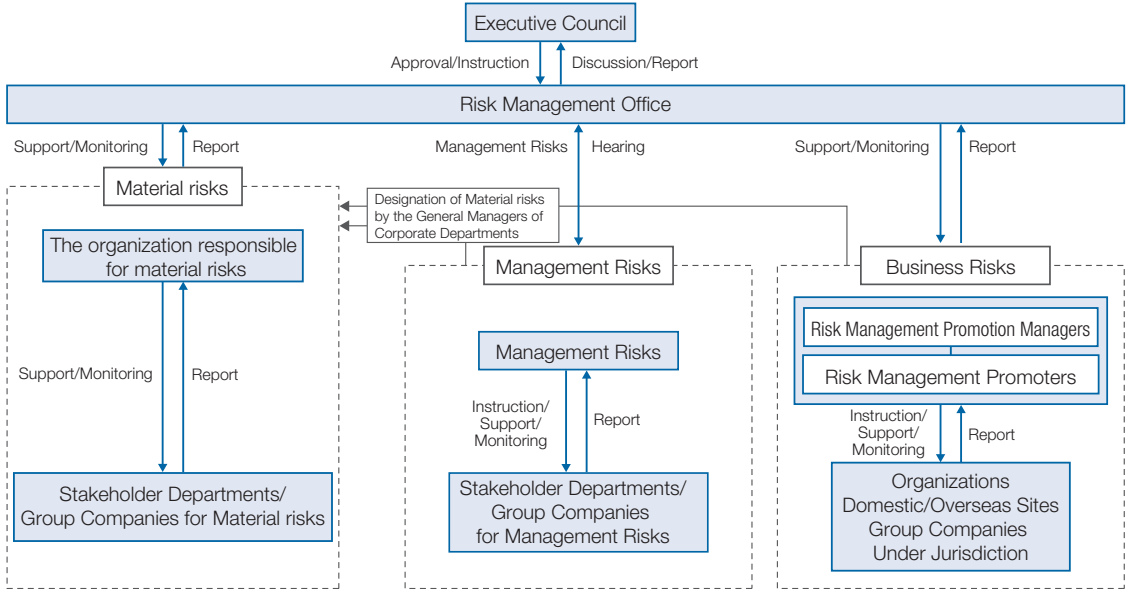 Executive Council
Approval/Instruction
Discussion/Report
Risk Management Office
Support/Monitoring
Report
Management Risks
Hearing
Support/Monitoring
Report
Material risks
Designation of Material risks
by the General Managers of
Corporate Departments
The organization responsible
for material risks
Support/Monitoring
Report
Stakeholder Departments/
Group Companies for Material risks
Management Risks
Management Risks
Instruction/
Support/
Monitoring
Report
Stakeholder Departments/
Group Companies
for Management Risks
Business Risks
Risk Management Promotion Managers
Risk Management Promoters
Instruction/
Support/
Monitoring
Report
Organizations
Domestic/Overseas Sites
Group Companies
Under Jurisdiction